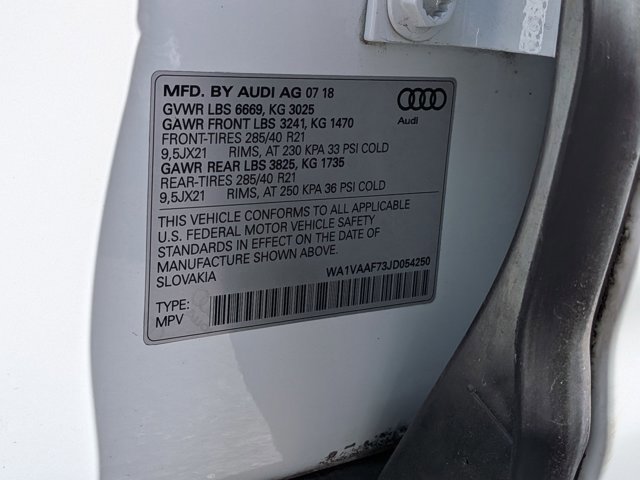 MFD. BY AUDI AG 07 18
GVWR LBS 6669, KG 3025
GAWR FRONT LBS 3241, KG 1470
FRONT-TIRES 285/40 R21
9,5JX21 RIMS, AT 230 KPA 33 PSI COLD
GAWR REAR LBS 3825, KG 1735
REAR-TIRES 285/40 R21
9,5JX21 RIMS, AT 250 KPA 36 PSI COLD
Audi
THIS VEHICLE CONFORMS TO ALL APPLICABLE
U.S. FEDERAL MOTOR VEHICLE SAFETY
STANDARDS IN EFFECT ON THE DATE OF
MANUFACTURE SHOWN ABOVE.
SLOVAKIA WA1VAAF73JD054250
TYPE:
MPV